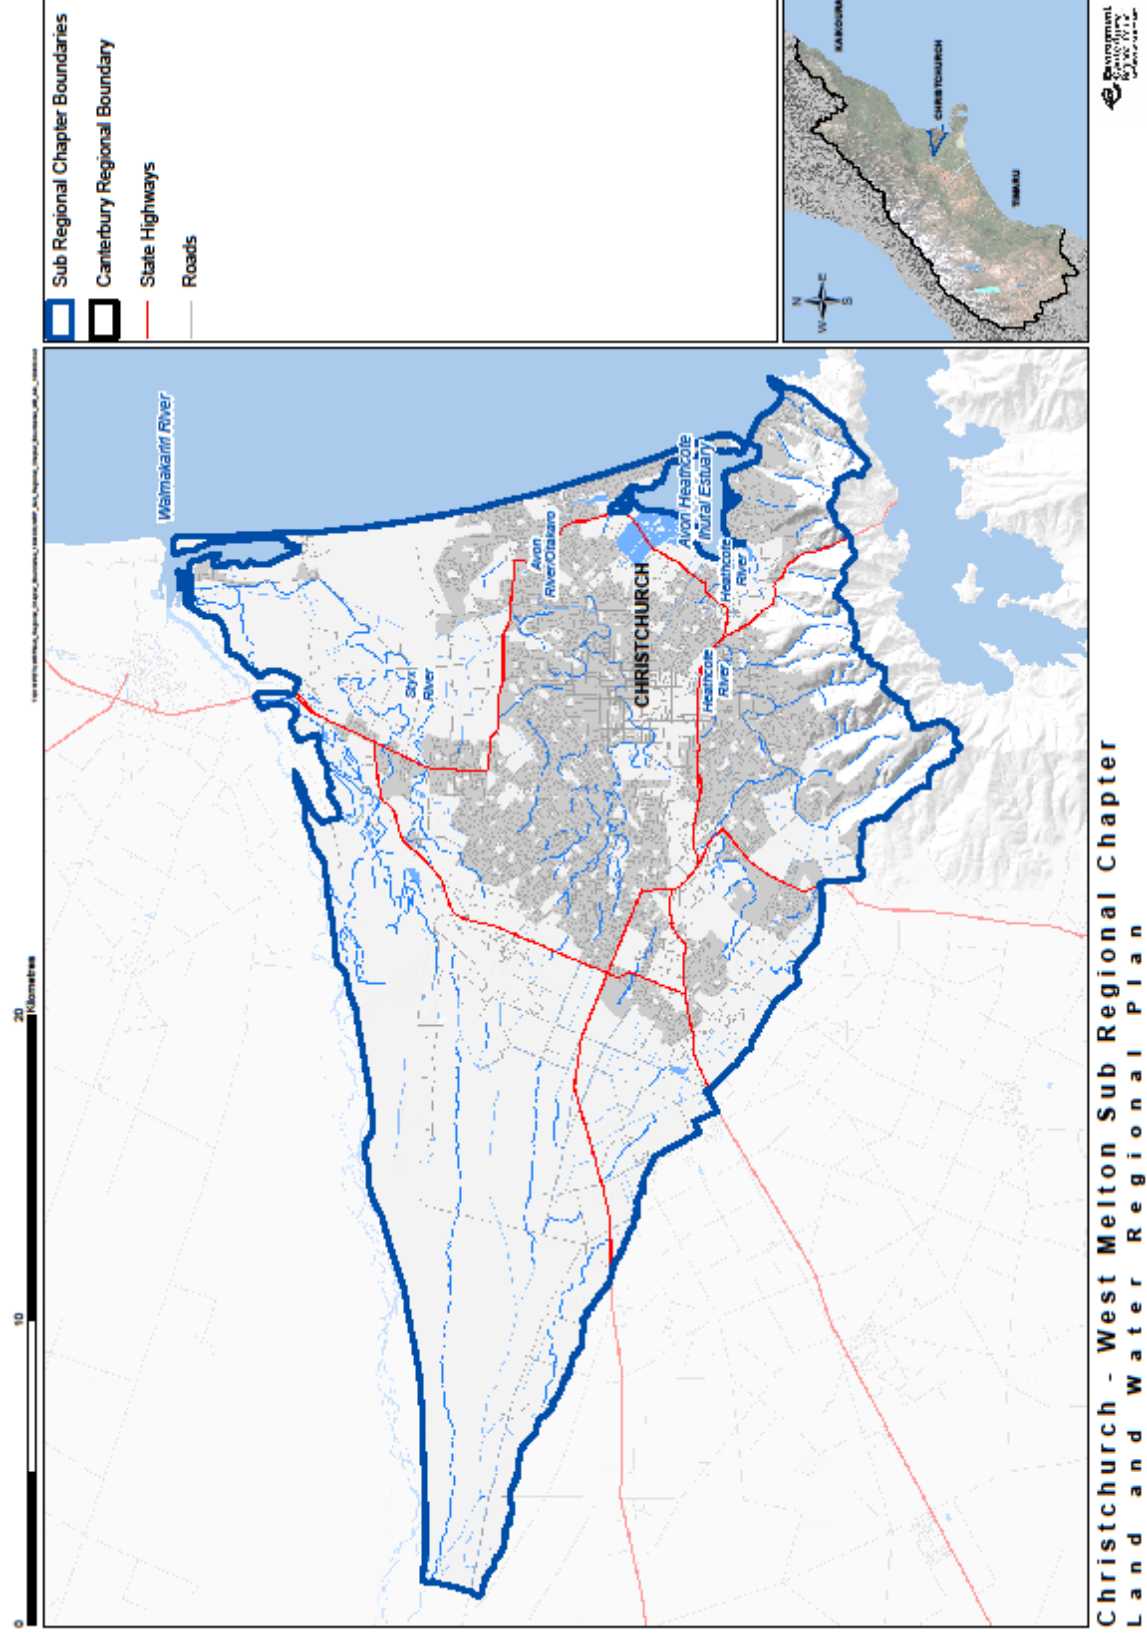 0 10 20
Kilometres
Sub Regional Chapter Boundaries
Canterbury Regional Boundary
State Highways
Roads
Waimakariri River
Styx
River
Avon
River/Otakaro
CHRISTCHURCH
Avon Heathcote
Ihutai Estuary
Heathcote
River
Heathcote
River
KAIKOURA
CHRISTCHURCH
TIMARU
N
W E
S
Environment
Canterbury
Christchurch - West Melton Sub Regional Chapter
Land and Water Regional Plan